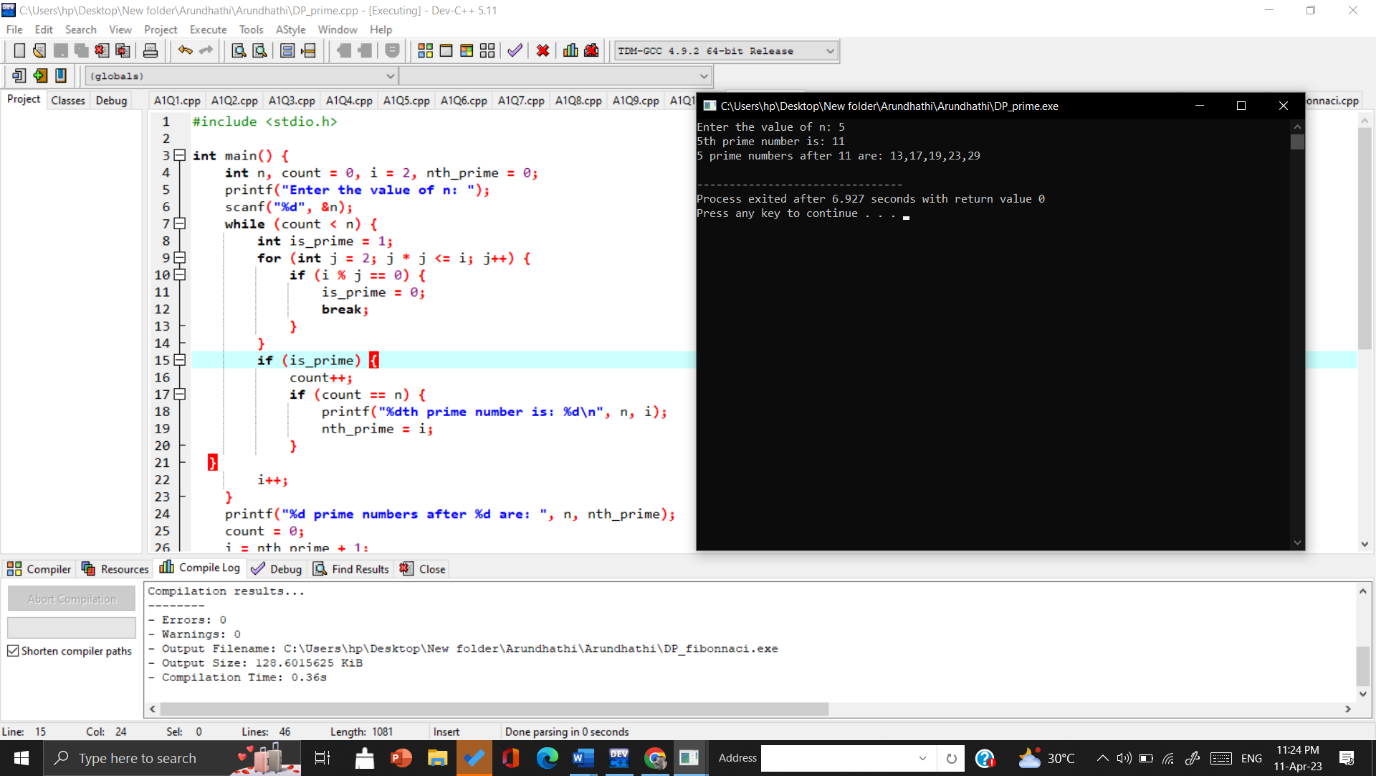 C:\Users\hp\Desktop\New folder\Arundhathi\Arundhathi\DP_prime.cpp - [Executing] - Dev-C++ 5.11
File Edit Search View Project Execute Tools AStyle Window Help
TDM-GCC 4.9.2 64-bit Release
(globals)
Project Classes Debug
A1Q1.cpp A1Q2.cpp A1Q3.cpp A1Q4.cpp A1Q5.cpp A1Q6.cpp A1Q7.cpp A1Q8.cpp A1Q9.cpp A1Q1 onnaci.cpp
1 #include <stdio.h>
2
3 int main() {
4 int n, count = 0, i = 2, nth_prime = 0;
5 printf("Enter the value of n: ");
6 scanf("%d", &n);
7 while (count < n) {
8 int is_prime = 1;
9 for (int j = 2; j * j <= i; j++) {
10 if (i % j == 0) {
11 is_prime = 0;
12 break;
13 }
14 }
15 if (is_prime) {
16 count++;
17 if (count == n) {
18 printf("%dth prime number is: %d\n", n, i);
19 nth_prime = i;
20 }
21 }
22 i++;
23 }
24 printf("%d prime numbers after %d are: ", n, nth_prime);
25 count = 0;
26 i = nth_prime + 1;
C:\Users\hp\Desktop\New folder\Arundhathi\Arundhathi\DP_prime.exe
Enter the value of n: 5
5th prime number is: 11
5 prime numbers after 11 are: 13,17,19,23,29
--------------------------------
Process exited after 6.927 seconds with return value 0
Press any key to continue . . .
Compiler Resources Compile Log Debug Find Results Close
Abort Compilation
Shorten compiler paths
Compilation results...
--------
- Errors: 0
- Warnings: 0
- Output Filename: C:\Users\hp\Desktop\New folder\Arundhathi\Arundhathi\DP_fibonnaci.exe
- Output Size: 128.6015625 KiB
- Compilation Time: 0.36s
Line: 15 Col: 24 Sel: 0 Lines: 46 Length: 1081 Insert Done parsing in 0 seconds
Type here to search
DEV
Address
30°C
ENG
11:24 PM
11-Apr-23